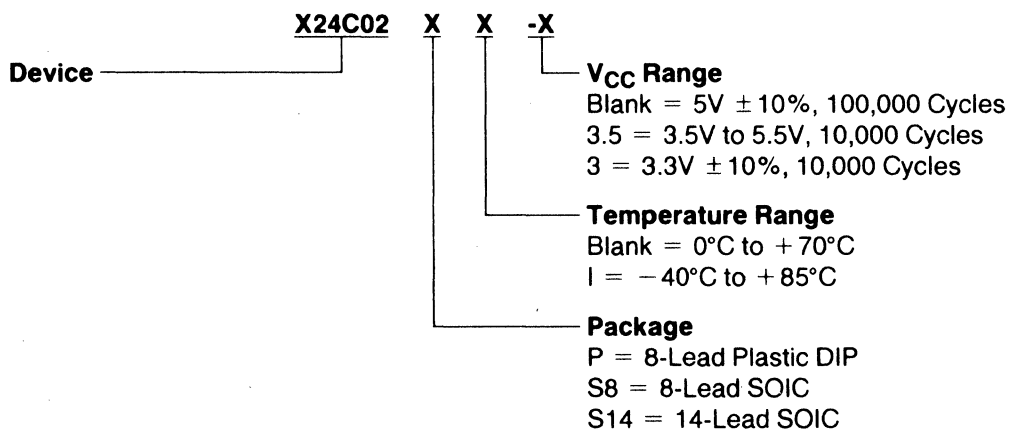 X24C02 X X -X
Device
VCC Range
Blank = 5V ±10%, 100,000 Cycles
3.5 = 3.5V to 5.5V, 10,000 Cycles
3 = 3.3V ±10%, 10,000 Cycles
Temperature Range
Blank = 0°C to +70°C
I = −40°C to +85°C
Package
P = 8-Lead Plastic DIP
S8 = 8-Lead SOIC
S14 = 14-Lead SOIC